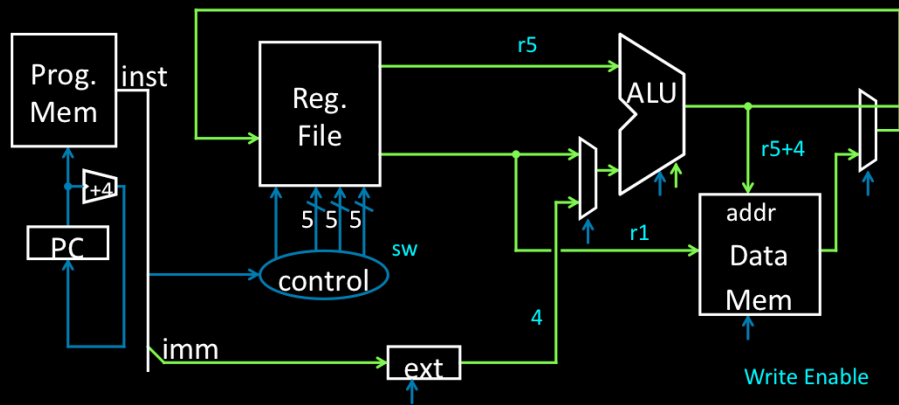 Prog.
Mem
inst
+4
PC
Reg.
File
5 5 5
control
sw
imm
ext
4
r5
ALU
r1
r5+4
addr
Data
Mem
Write Enable